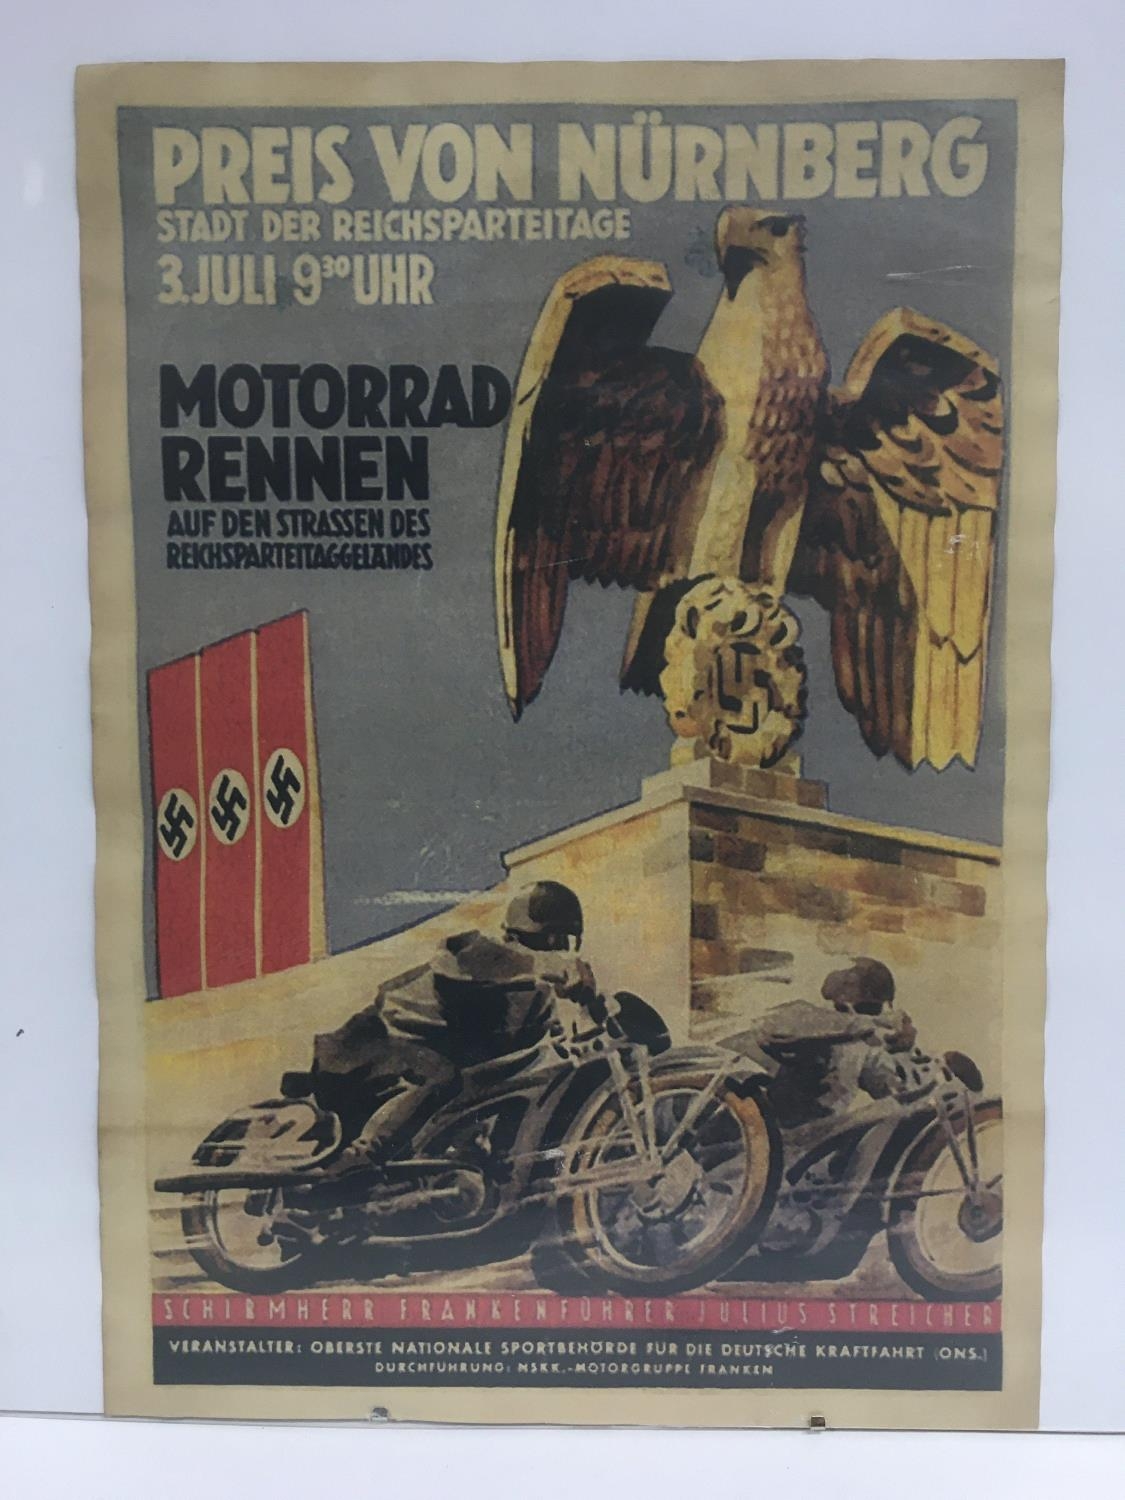 PREIS VON NÜRNBERG
STADT DER REICHSPARTEITAGE
3. JULI 9³⁰ UHR
MOTORRAD
RENNEN
AUF DEN STRASSEN DES
REICHSPARTEITAGGELÄNDES
2
SCHIRMHERR FRANKENFÜHRER JULIUS STREICHER
VERANSTALTER: OBERSTE NATIONALE SPORTBEHÖRDE FÜR DIE DEUTSCHE KRAFTFAHRT (ONS.)
DURCHFÜHRUNG: NSKK.-MOTORGRUPPE FRANKEN